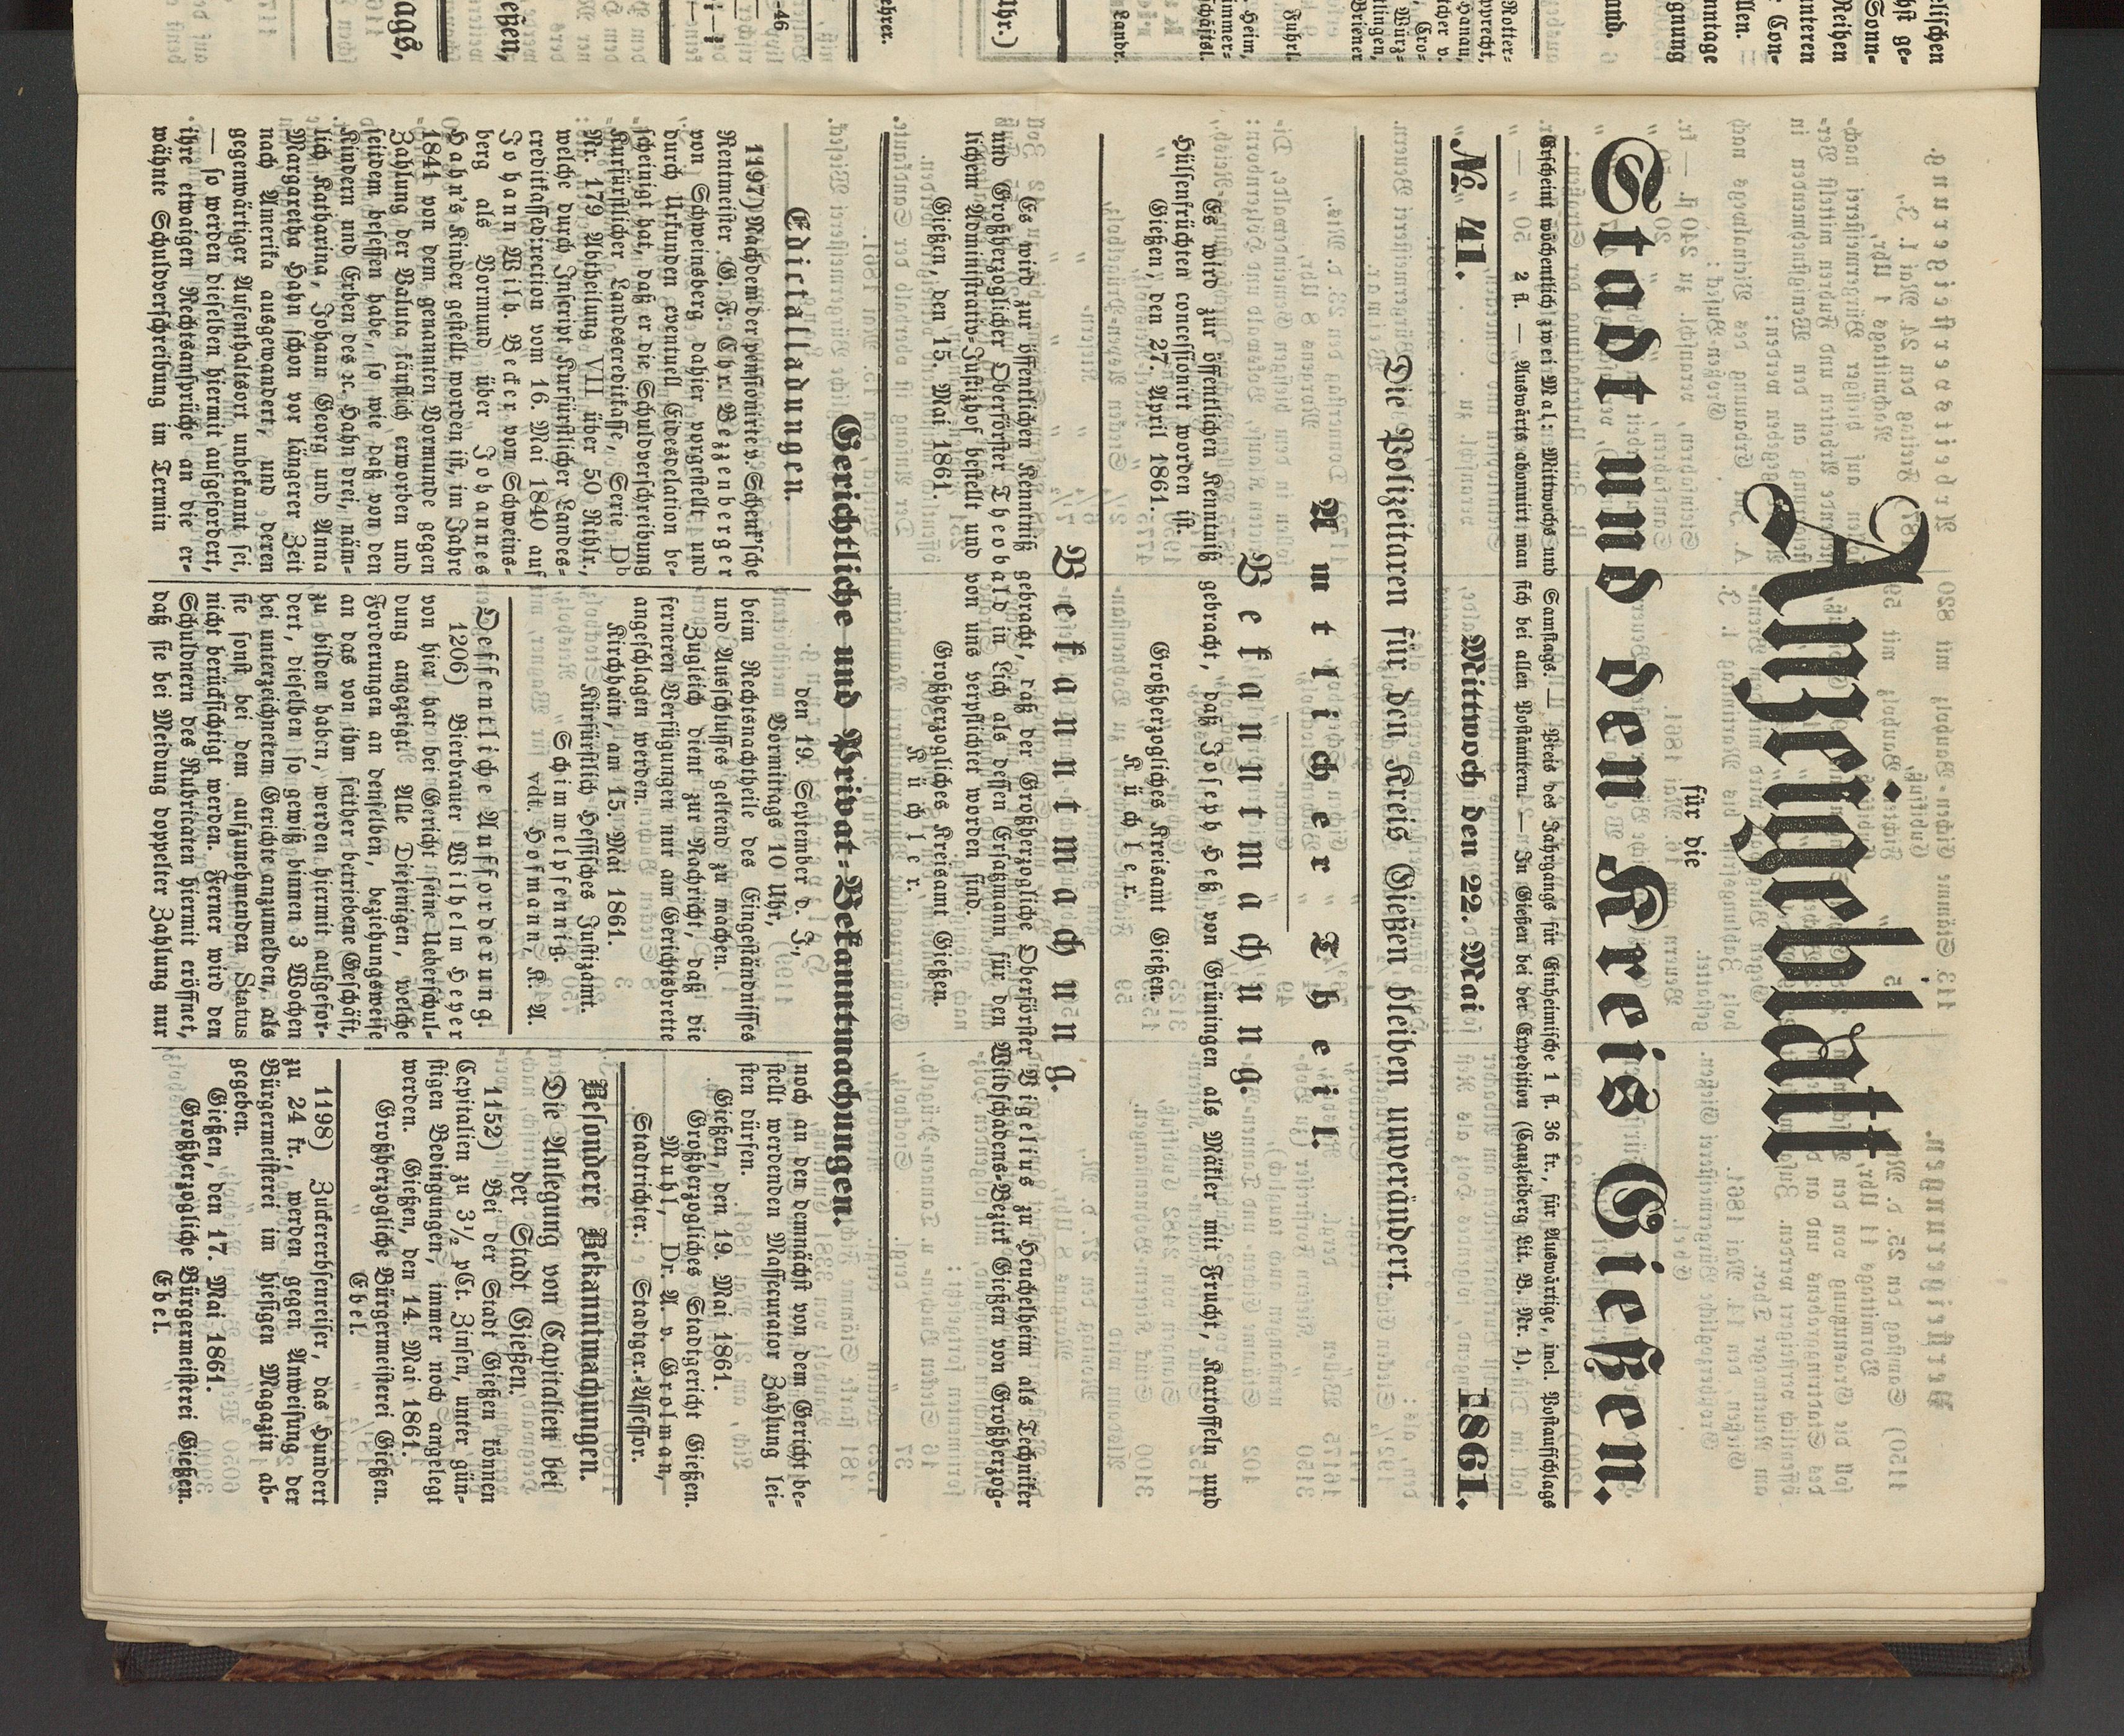 Anzeigeblatt
für die
Stadt und den Kreis Gießen.
Erscheint wöchentlich zwei Mal: Mittwochs und Samstags. — Preis des Jahrgangs für Einheimische 1 fl. 36 kr., für Auswärtige, incl. Postaufschlags
2 fl. — Auswärts abonnirt man sich bei allen Postämtern. — In Gießen bei der Expedition (Canzleiberg Lit. B. Nr. 1).
№ 41. Mittwoch den 22. Mai 1861.
Die Polizeitaxen für den Kreis Gießen bleiben unverändert.
Amtlicher Theil.
Bekanntmachung.
Es wird zur öffentlichen Kenntniß gebracht, daß Joseph Heß von Grüningen als Mäkler mit Frucht, Kartoffeln und
Hülsenfrüchten concessionirt worden ist.
Gießen, den 27. April 1861. Großherzogliches Kreisamt Gießen.
Küchler.
Bekanntmachung.
Es wird zur öffentlichen Kenntniß gebracht, daß der Großherzogliche Oberförster Vigelius zu Heuchelheim als Techniker
und Großherzoglicher Oberförster Theobald in Lich als dessen Ersatzmann für den Wildschadens-Bezirk Gießen von Großherzog-
lichem Administrativ-Justizhof bestellt und von uns verpflichtet worden sind.
Gießen, den 15. Mai 1861. Großherzogliches Kreisamt Gießen.
Küchler.
Gerichtliche und Privat-Bekanntmachungen.
Edictalladungen.
1197) Nachdem der pensionirte v. Schenk'sche
Rentmeister G. F. Chr. Bezzenberger
von Schweinsberg dahier vorgestellt und
durch Urkunden eventuell Eidesdelation be-
scheinigt hat, daß er die Schuldverschreibung
Kurfürstlicher Landescreditkasse, Serie Db
Nr. 179 Abtheilung VII über 50 Rthlr.,
welche durch Inscript Kurfürstlicher Landes-
creditkassedirection vom 16. Mai 1840 auf
Johann Wilh. Becker von Schweins-
berg als Vormund über Johannes
Hahn's Kinder gestellt worden ist, im Jahre
1844 von dem genannten Vormunde gegen
Zahlung der Valuta käuflich erworben und
seitdem besessen habe, so wie daß von den
Kindern und Erben des ꝛc. Hahn drei, näm-
lich Katharina, Johann Georg und Anna
Margaretha Hahn schon vor längerer Zeit
nach Amerika ausgewandert, und deren
gegenwärtiger Aufenthaltsort unbekannt sei,
— so werden dieselben hiermit aufgefordert,
ihre etwaigen Rechtsansprüche an die er-
wähnte Schuldverschreibung im Termin
den 19. September d. J.,
Vormittags 10 Uhr,
beim Rechtsnachtheile des Eingeständnisses
und Ausschlusses geltend zu machen.
Zugleich dient zur Nachricht, daß die
ferneren Verfügungen nur am Gerichtsbrette
angeschlagen werden.
Kirchhain, am 15. Mai 1861.
Kurfürstlich Hessisches Justizamt.
Schimmelpfennig.
vdt. Hofmann, K. A.
Oeffentliche Aufforderung.
1206) Bierbrauer Wilhelm Heyer
von hier hat bei Gericht seine Ueberschul-
dung angezeigt. Alle Diejenigen, welche
Forderungen an denselben, beziehungsweise
an das von ihm seither betriebene Geschäft,
zu bilden haben, werden hiermit aufgefor-
dert, dieselben so gewiß binnen 3 Wochen
bei unterzeichnetem Gerichte anzumelden, als
sie sonst bei dem aufzunehmenden Status
nicht berücksichtigt werden. Ferner wird den
Schuldnern des Rubricaten hiermit eröffnet,
daß sie bei Meidung doppelter Zahlung nur
noch an den demnächst von dem Gericht be-
stellt werdenden Massecurator Zahlung lei-
sten dürfen.
Gießen, den 19. Mai 1861.
Großherzogliches Stadtgericht Gießen.
Muhl, Dr. A. v. Grolman,
Stadtrichter. Stadtger.-Assessor.
Besondere Bekanntmachungen.
Die Anlegung von Capitalien bei
der Stadt Gießen.
1152) Bei der Stadt Gießen können
Capitalien zu 3½ pCt. Zinsen, unter gün-
stigen Bedingungen, immer noch angelegt
werden. Gießen, den 14. Mai 1861.
Großherzogliche Bürgermeisterei Gießen.
Ebel.
1198) Zuckererbsenreiser, das Hundert
zu 24 kr., werden gegen Anweisung der
Bürgermeisterei im hiesigen Magazin ab-
gegeben.
Gießen, den 17. Mai 1861.
Großherzogliche Bürgermeisterei Gießen.
Ebel.